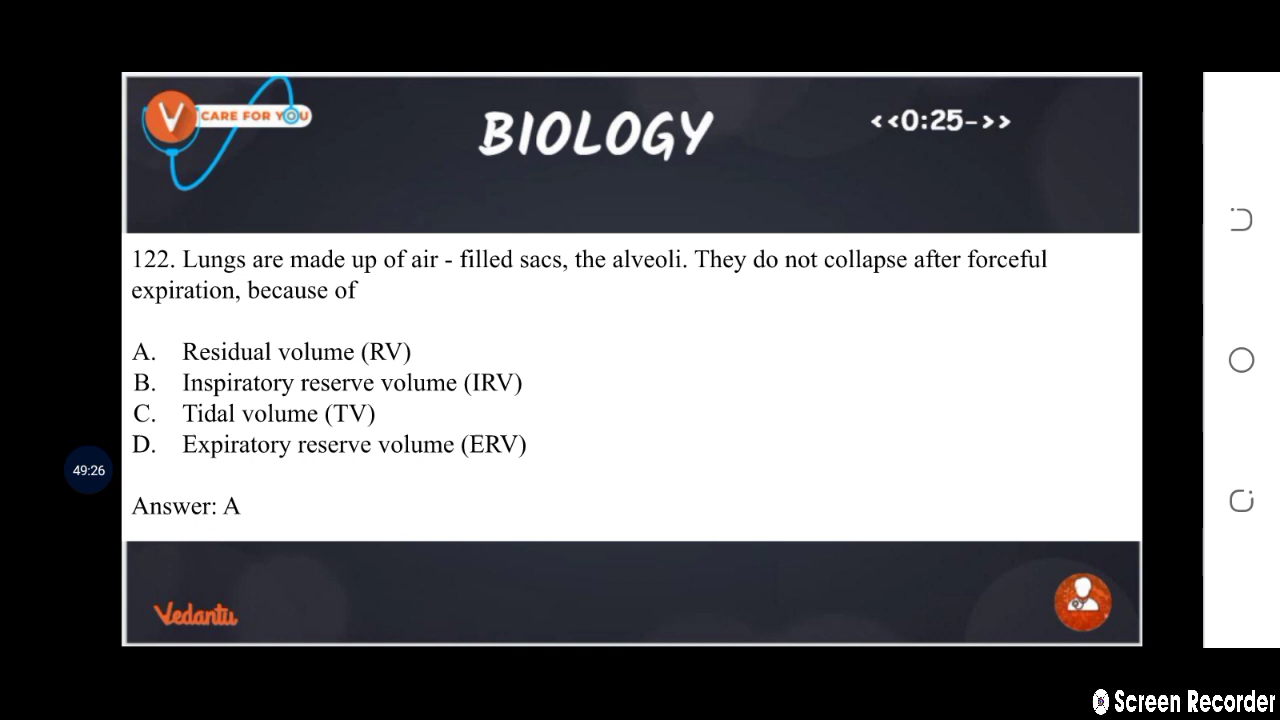 V CARE FOR YOU
BIOLOGY
<<0:25->>
122. Lungs are made up of air - filled sacs, the alveoli. They do not collapse after forceful
expiration, because of
A. Residual volume (RV)
B. Inspiratory reserve volume (IRV)
C. Tidal volume (TV)
D. Expiratory reserve volume (ERV)
49:26
Answer: A
Vedantu
Screen Recorder